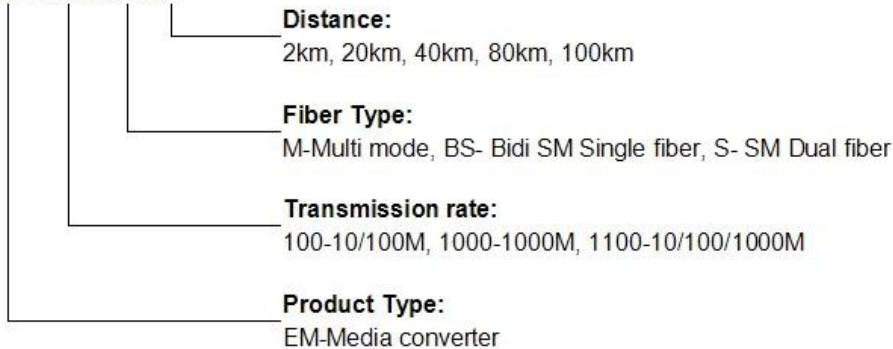 Distance:
2km, 20km, 40km, 80km, 100km
Fiber Type:
M-Multi mode, BS- Bidi SM Single fiber, S- SM Dual fiber
Transmission rate:
100-10/100M, 1000-1000M, 1100-10/100/1000M
Product Type:
EM-Media converter